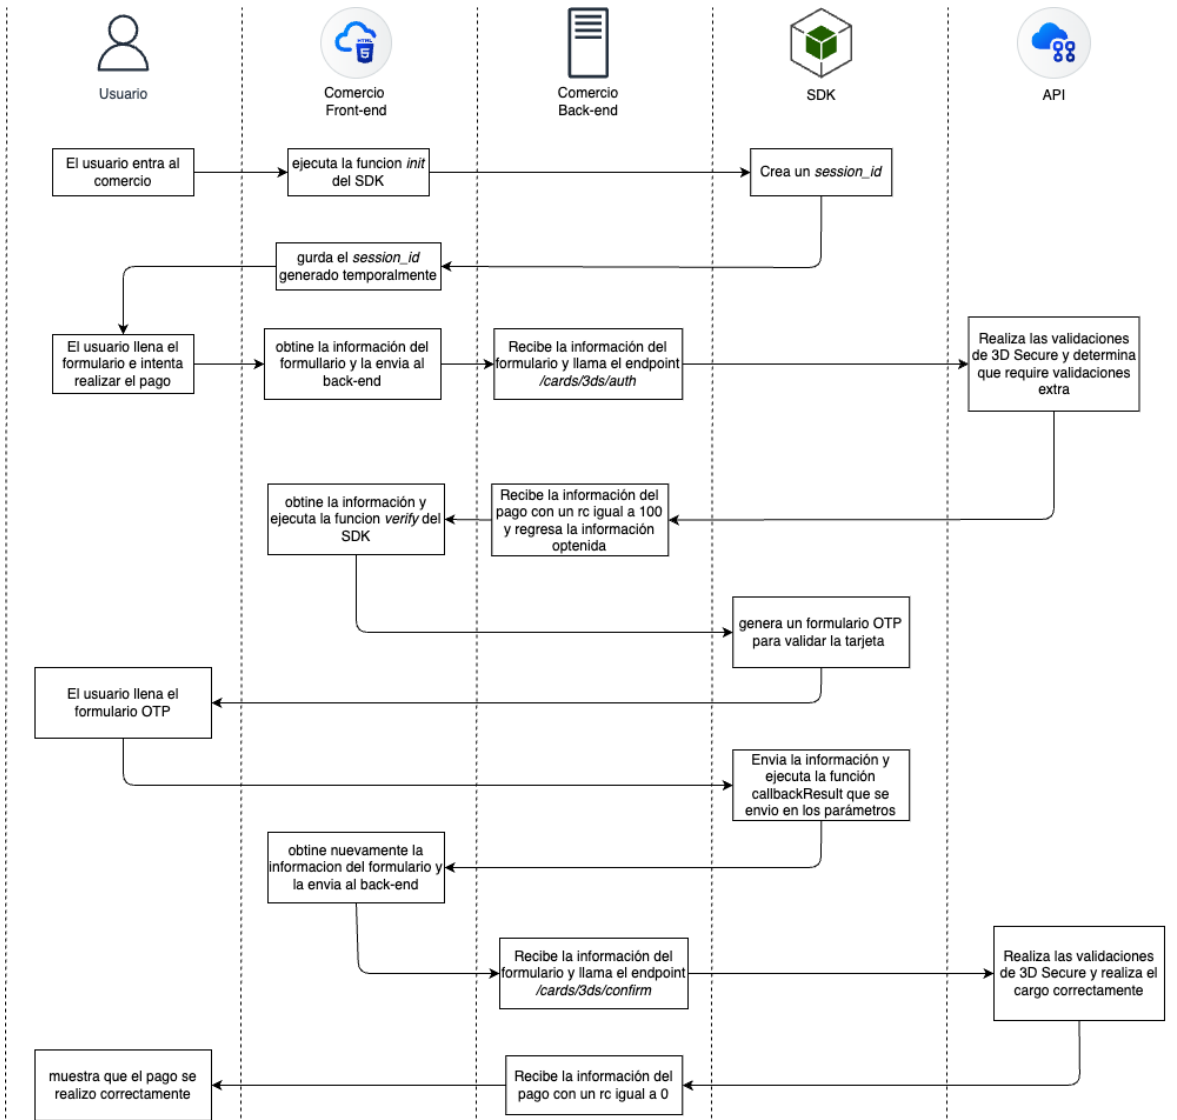 Usuario
HTML
5
Comercio
Front-end
Comercio
Back-end
SDK
API
El usuario entra al
comercio
ejecuta la funcion init
del SDK
Crea un session_id
gurda el session_id
generado temporalmente
El usuario llena el
formulario e intenta
realizar el pago
obtine la información del
formullario y la envia al
back-end
Recibe la información del
formulario y llama el endpoint
/cards/3ds/auth
Realiza las validaciones
de 3D Secure y determina
que require validaciones
extra
obtine la información y
ejecuta la funcion verify del
SDK
Recibe la información del
pago con un rc igual a 100
y regresa la información
optenida
genera un formulario OTP
para validar la tarjeta
El usuario llena el
formulario OTP
Envia la información y
ejecuta la función
callbackResult que se
envio en los parámetros
obtine nuevamente la
informacion del formulario y
la envia al back-end
Recibe la información del
formulario y llama el endpoint
/cards/3ds/confirm
Realiza las validaciones
de 3D Secure y realiza el
cargo correctamente
muestra que el pago se
realizo correctamente
Recibe la información del
pago con un rc igual a 0